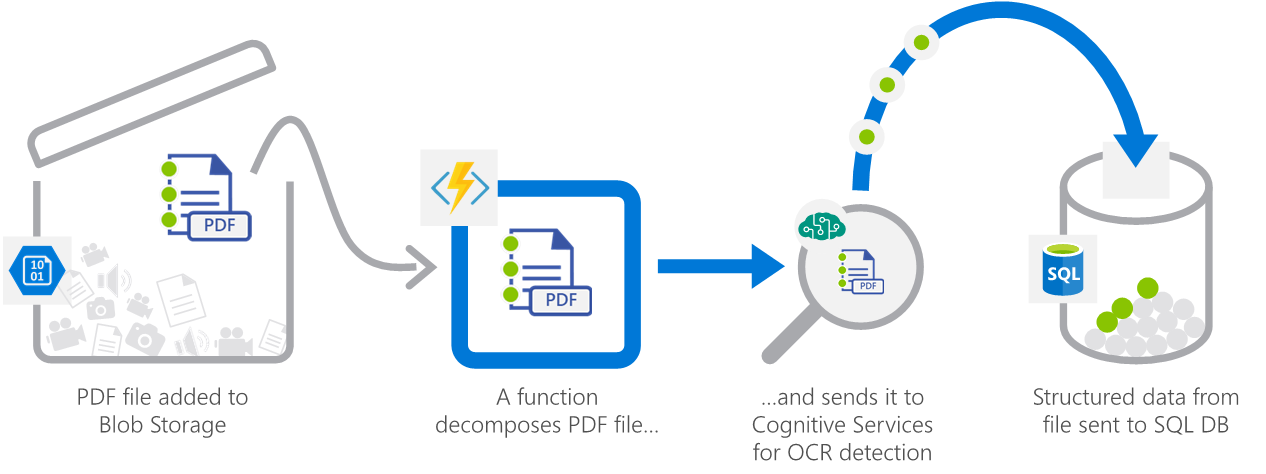 PDF
10
01
PDF
PDF
SQL
PDF file added to
Blob Storage
A function
decomposes PDF file...
...and sends it to
Cognitive Services
for OCR detection
Structured data from
file sent to SQL DB